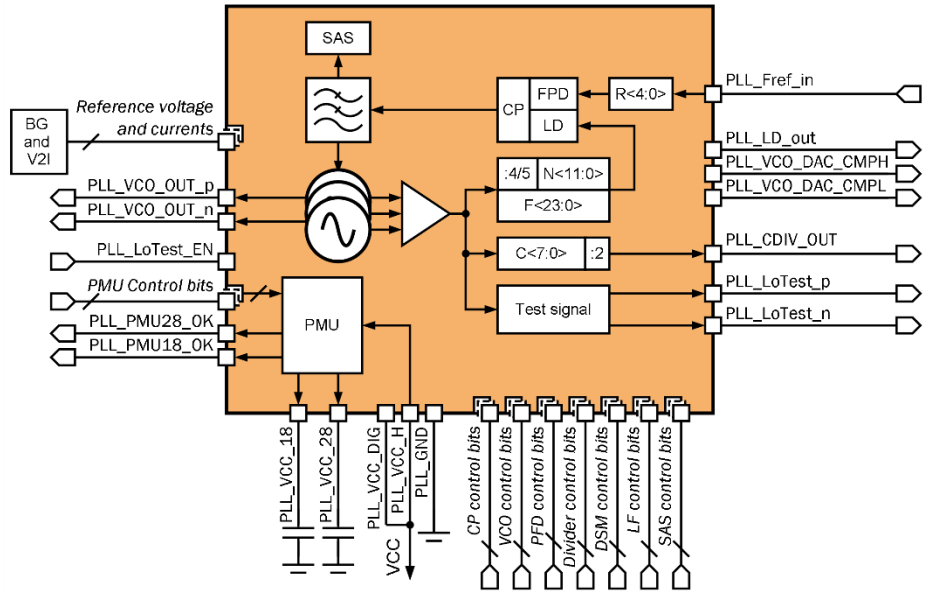 SAS
PLL_Fref_in
FPD
CP
R<4:0>
LD
Reference voltage
and currents
BG
and
V2I
PLL_LD_out
PLL_VCO_DAC_CMPH
:4/5
N<11:0>
PLL_VCO_OUT_p
PLL_VCO_DAC_CMPL
F<23:0>
PLL_VCO_OUT_n
PLL_LoTest_EN
C<7:0>
:2
PLL_CDIV_OUT
PMU Control bits
PLL_LoTest_p
Test signal
PMU
PLL_PMU28_OK
PLL_LoTest_n
PLL_PMU18_OK
PLL_VCC_18
PLL_VCC_28
PLL_VCC_DIG
PLL_VCC_H
PLL_GND
VCC
CP control bits
VCO control bits
PFD control bits
Divider control bits
DSM control bits
LF control bits
SAS control bits